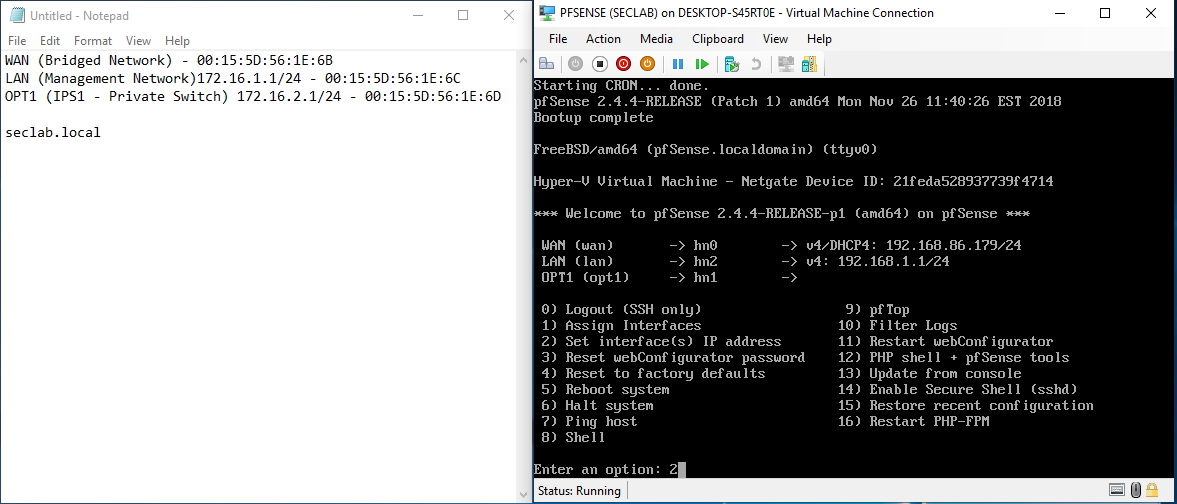 Untitled - Notepad
File Edit Format View Help
WAN (Bridged Network) - 00:15:5D:56:1E:6B
LAN (Management Network)172.16.1.1/24 - 00:15:5D:56:1E:6C
OPT1 (IPS1 - Private Switch) 172.16.2.1/24 - 00:15:5D:56:1E:6D
seclab.local
PFSENSE (SECLAB) on DESKTOP-S45RT0E - Virtual Machine Connection
File Action Media Clipboard View Help
Starting CRON... done.
pfSense 2.4.4-RELEASE (Patch 1) amd64 Mon Nov 26 11:40:26 EST 2018
Bootup complete
FreeBSD/amd64 (pfSense.localdomain) (ttyv0)
Hyper-V Virtual Machine - Netgate Device ID: 21feda528937739f4714
*** Welcome to pfSense 2.4.4-RELEASE-p1 (amd64) on pfSense ***
WAN (wan) -> hn0 -> v4/DHCP4: 192.168.86.179/24
LAN (lan) -> hn2 -> v4: 192.168.1.1/24
OPT1 (opt1) -> hn1 ->
0) Logout (SSH only) 9) pfTop
1) Assign Interfaces 10) Filter Logs
2) Set interface(s) IP address 11) Restart webConfigurator
3) Reset webConfigurator password 12) PHP shell + pfSense tools
4) Reset to factory defaults 13) Update from console
5) Reboot system 14) Enable Secure Shell (sshd)
6) Halt system 15) Restore recent configuration
7) Ping host 16) Restart PHP-FPM
8) Shell
Enter an option: 2
Status: Running